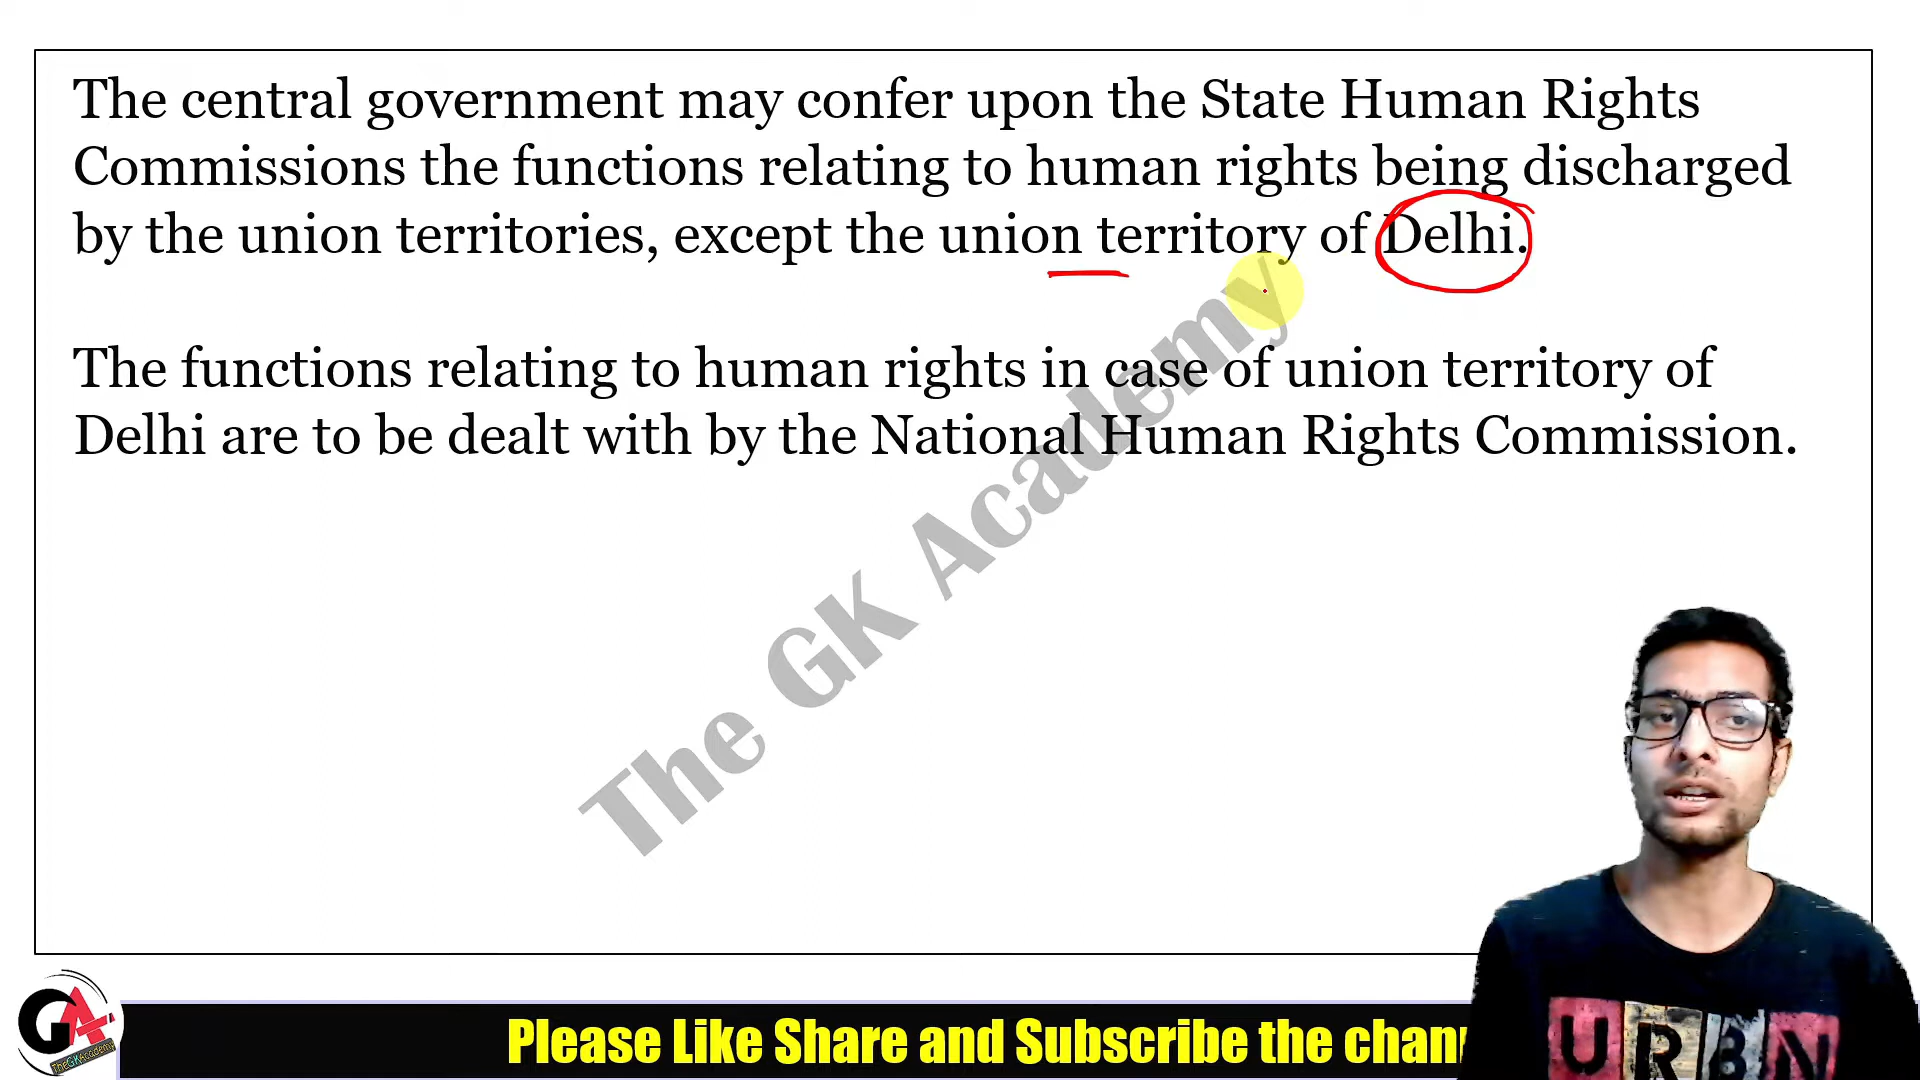 The central government may confer upon the State Human Rights
Commissions the functions relating to human rights being discharged
by the union territories, except the union territory of Delhi.
The functions relating to human rights in case of union territory of
Delhi are to be dealt with by the National Human Rights Commission.
The GK Academy
GA
TheGKAcademy
Please Like Share and Subscribe the chann
URBN